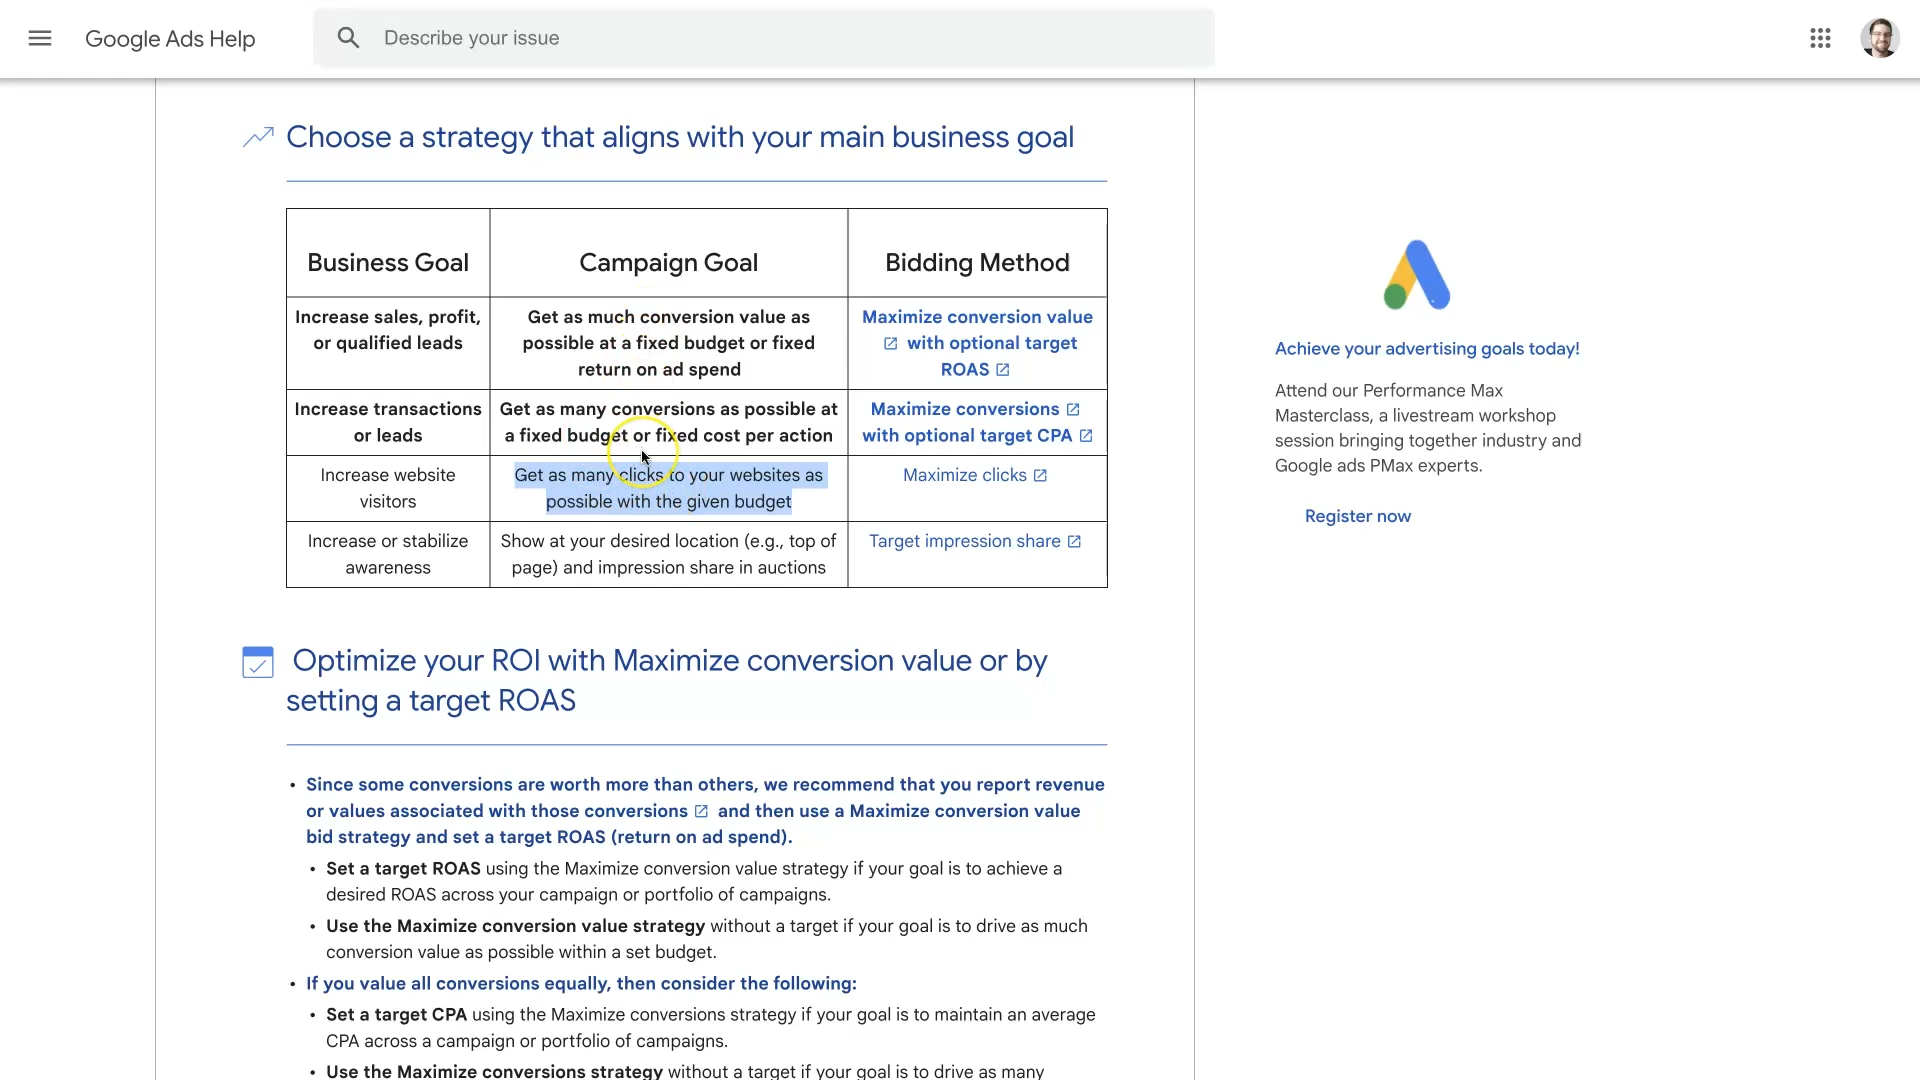 Google Ads Help
Describe your issue
Choose a strategy that aligns with your main business goal
Business Goal
Campaign Goal
Bidding Method
Increase sales, profit,
or qualified leads
Get as much conversion value as
possible at a fixed budget or fixed
return on ad spend
Maximize conversion value
with optional target
ROAS
Increase transactions
or leads
Get as many conversions as possible at
a fixed budget or fixed cost per action
Maximize conversions
with optional target CPA
Increase website
visitors
Get as many clicks to your websites as
possible with the given budget
Maximize clicks
Increase or stabilize
awareness
Show at your desired location (e.g., top of
page) and impression share in auctions
Target impression share
Optimize your ROI with Maximize conversion value or by
setting a target ROAS
• Since some conversions are worth more than others, we recommend that you report revenue
or values associated with those conversions and then use a Maximize conversion value
bid strategy and set a target ROAS (return on ad spend).
• Set a target ROAS using the Maximize conversion value strategy if your goal is to achieve a
desired ROAS across your campaign or portfolio of campaigns.
• Use the Maximize conversion value strategy without a target if your goal is to drive as much
conversion value as possible within a set budget.
• If you value all conversions equally, then consider the following:
• Set a target CPA using the Maximize conversions strategy if your goal is to maintain an average
CPA across a campaign or portfolio of campaigns.
• Use the Maximize conversions strategy without a target if your goal is to drive as many
Achieve your advertising goals today!
Attend our Performance Max
Masterclass, a livestream workshop
session bringing together industry and
Google ads PMax experts.
Register now